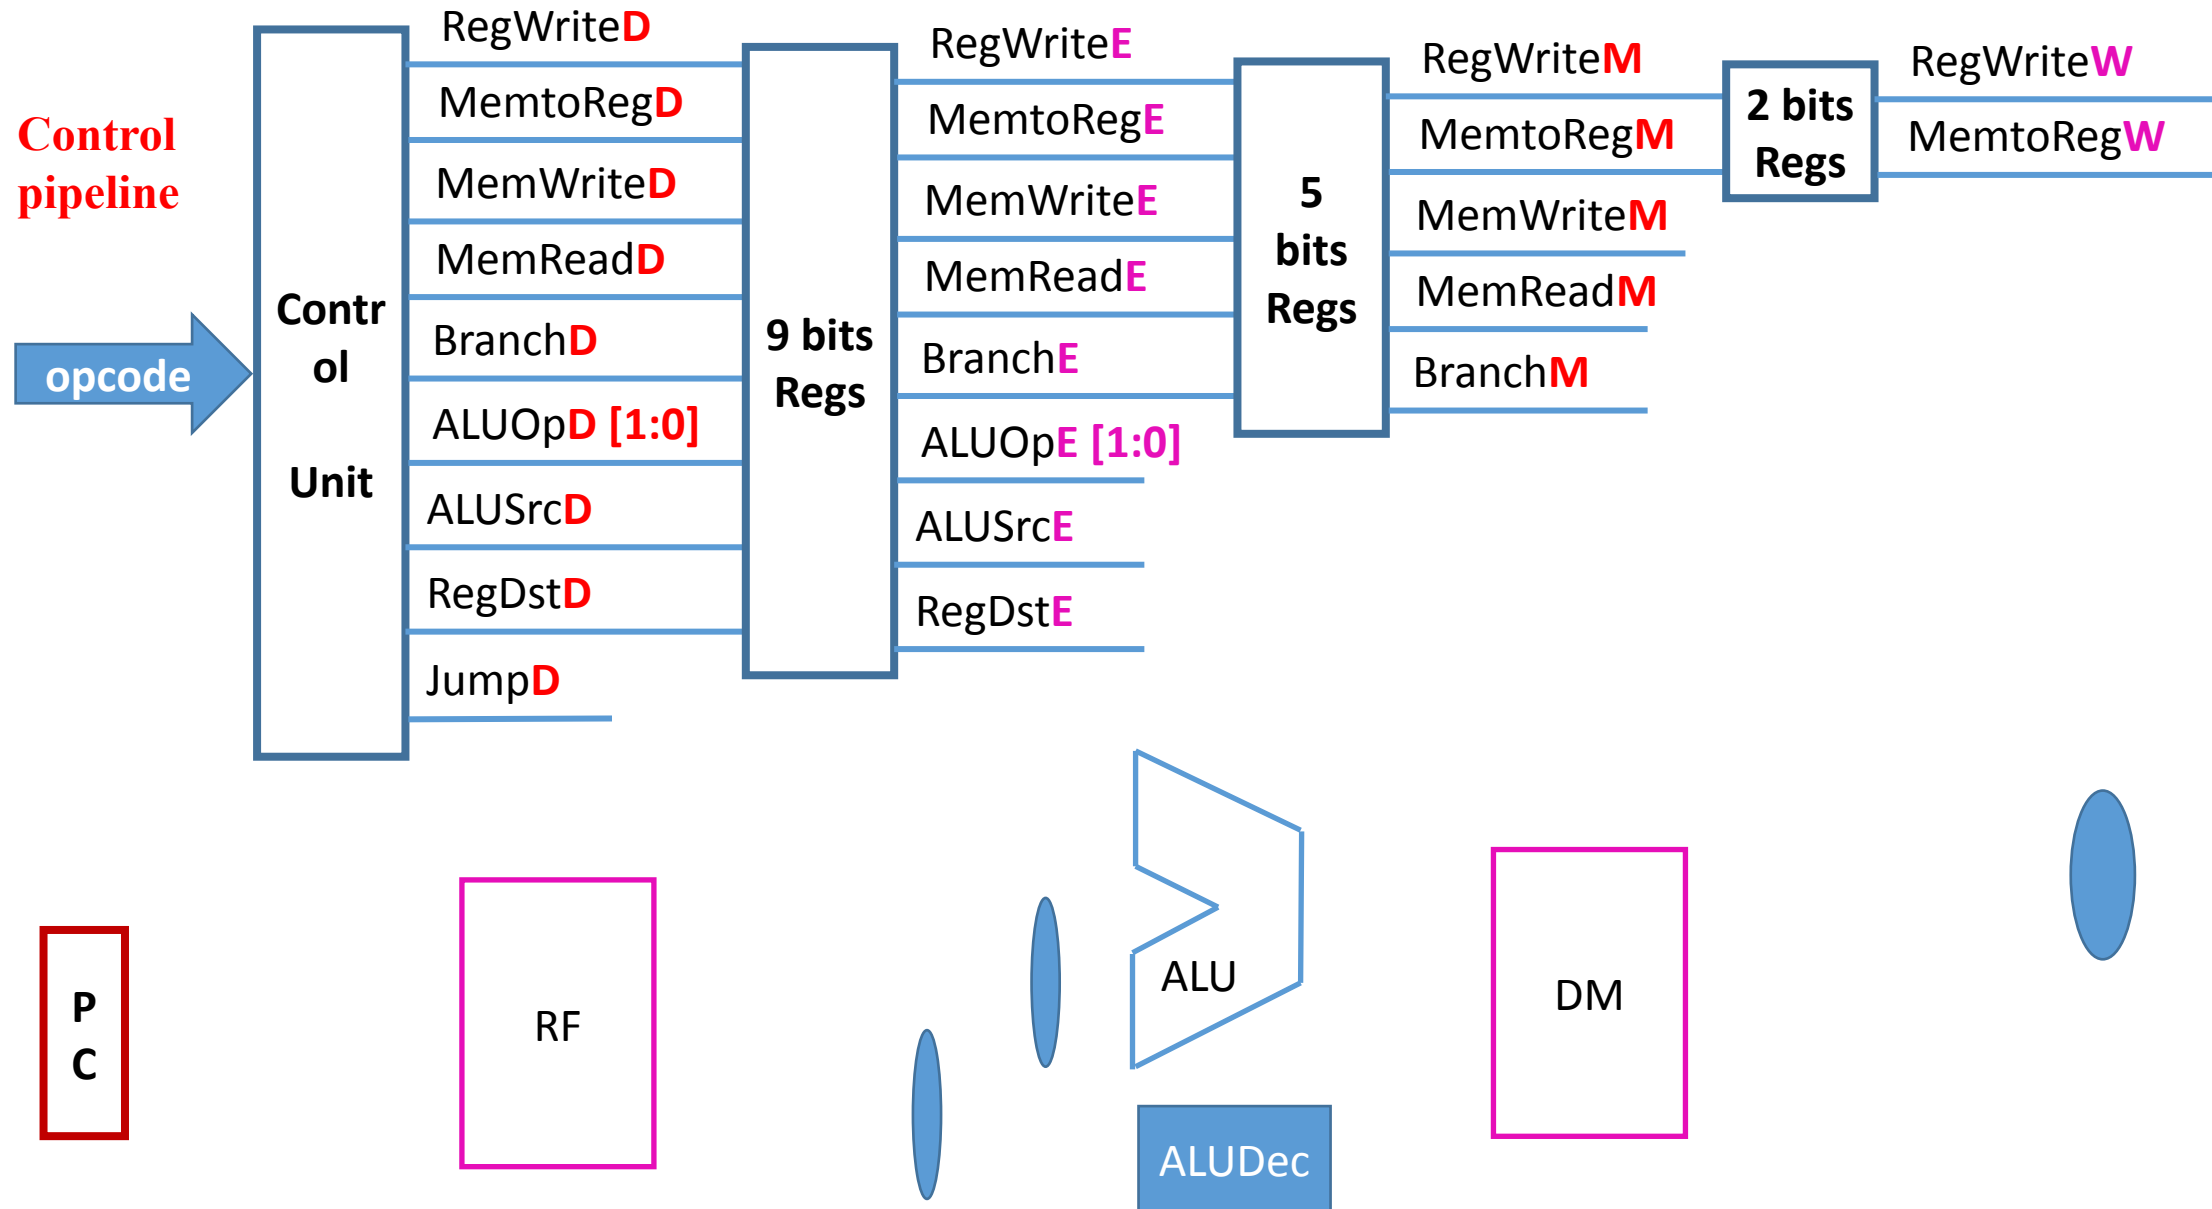 Control
pipeline
opcode
Contr
ol
Unit
RegWriteD
MemtoRegD
MemWriteD
MemReadD
BranchD
ALUOpD [1:0]
ALUSrcD
RegDstD
JumpD
9 bits
Regs
RegWriteE
MemtoRegE
MemWriteE
MemReadE
BranchE
ALUOpE [1:0]
ALUSrcE
RegDstE
5
bits
Regs
RegWriteM
MemtoRegM
MemWriteM
MemReadM
BranchM
2 bits
Regs
RegWriteW
MemtoRegW
P
C
RF
ALU
ALUDec
DM